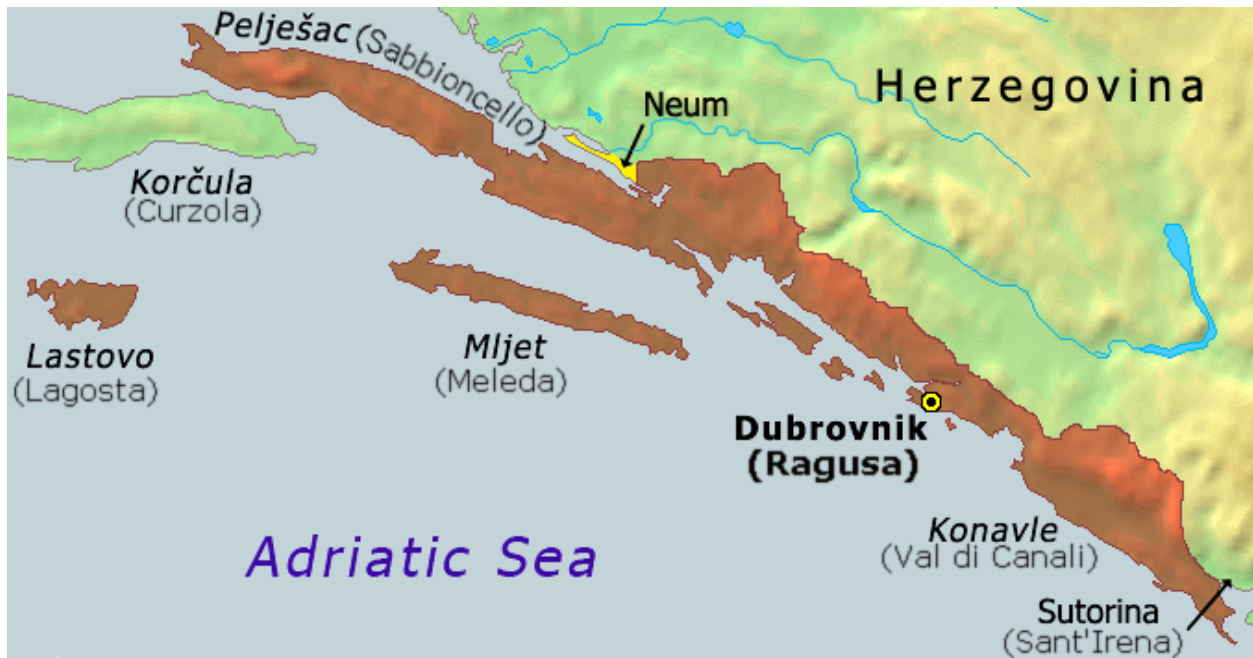 Pelješac (Sabbioncello)
Herzegovina
Neum
Korčula
(Curzola)
Lastovo
(Lagosta)
Mljet
(Meleda)
Dubrovnik
(Ragusa)
Konavle
(Val di Canali)
Adriatic Sea
Sutorina
(Sant'Irena)